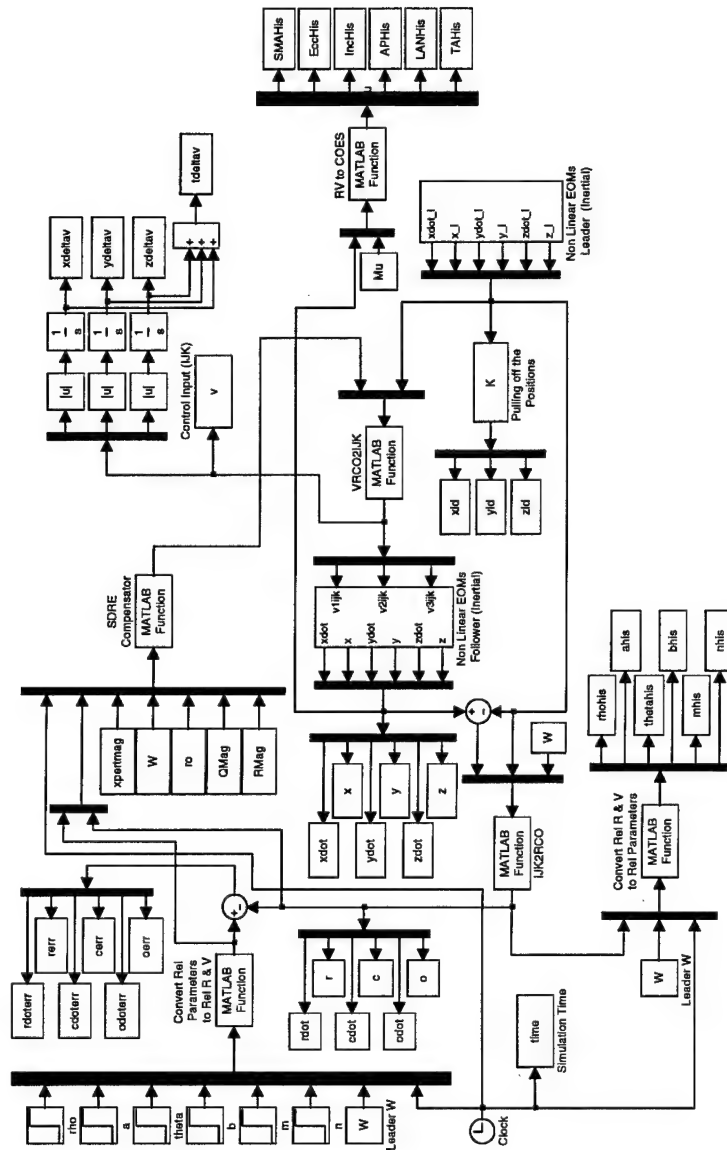 rho
a
theta
b
m
n
W
Leader W
Clock
Convert Rel
Parameters
to Rel R & V
MATLAB
Function
rdoterr
rerr
cdoterr
cerr
odoterr
oerr
rdot
r
cdot
c
odot
o
time
Simulation Time
xpertmag
W
ro
QMag
RMag
SDRE
Compensator
MATLAB
Function
xdot
x
ydot
y
zdot
z
MATLAB
Function
IJK2RCO
W
W
Leader W
Convert Rel R & V
to Rel Parameters
MATLAB
Function
rhohis
ahis
thetahis
bhis
mhis
nhis
v1ijk
v2ijk
v3ijk
xdot
x
ydot
y
zdot
z
Non Linear EOMs
Follower (Inertial)
VRCO2IJK
MATLAB
Function
Control Input (IJK)
v
|u|
|u|
|u|
1
s
1
s
1
s
xdeltav
ydeltav
zdeltav
tdeltav
xld
yld
zld
K
Pulling off the
Positions
xdot_l
x_l
ydot_l
y_l
zdot_l
z_l
Non Linear EOMs
Leader (Inertial)
Mu
RV to COES
MATLAB
Function
u
SMAHis
EccHis
IncHis
APHis
LANHis
TAHis